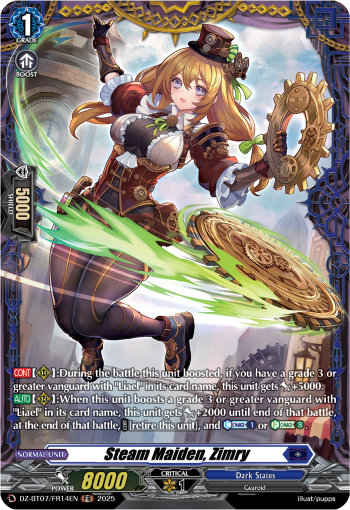 1
GRADE
BOOST
5000
SHIELD
CONT [ ]:During the battle this unit boosted, if you have a grade 3 or
greater vanguard with "Liael" in its card name, this unit gets +5000.
AUTO [ ]:When this unit boosts a grade 3 or greater vanguard with
"Liael" in its card name, this unit gets +2000 until end of that battle,
at the end of that battle, [retire this unit], and 1 or 3
NORMAL UNIT
Steam Maiden, Zimry
POWER 8000 CRITICAL 1
Dark States
Gearoid
DZ-BT07/FR14EN FR 2025
illust/pupps